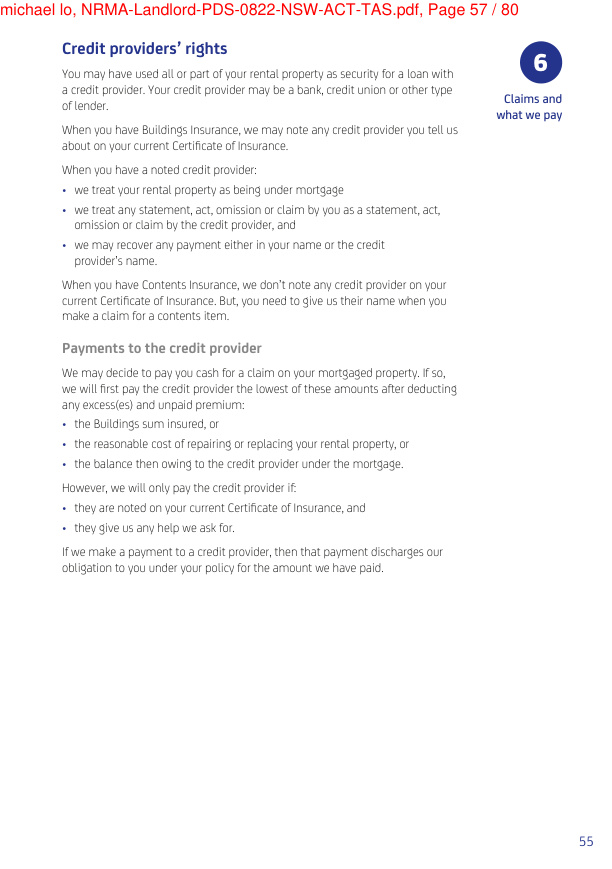 michael lo, NRMA-Landlord-PDS-0822-NSW-ACT-TAS.pdf, Page 57 / 80
Credit providers’ rights
You may have used all or part of your rental property as security for a loan with
a credit provider. Your credit provider may be a bank, credit union or other type
of lender.
When you have Buildings Insurance, we may note any credit provider you tell us
about on your current Certificate of Insurance.
When you have a noted credit provider:
• we treat your rental property as being under mortgage
• we treat any statement, act, omission or claim by you as a statement, act,
omission or claim by the credit provider, and
• we may recover any payment either in your name or the credit
provider’s name.
When you have Contents Insurance, we don’t note any credit provider on your
current Certificate of Insurance. But, you need to give us their name when you
make a claim for a contents item.
Payments to the credit provider
We may decide to pay you cash for a claim on your mortgaged property. If so,
we will first pay the credit provider the lowest of these amounts after deducting
any excess(es) and unpaid premium:
• the Buildings sum insured, or
• the reasonable cost of repairing or replacing your rental property, or
• the balance then owing to the credit provider under the mortgage.
However, we will only pay the credit provider if:
• they are noted on your current Certificate of Insurance, and
• they give us any help we ask for.
If we make a payment to a credit provider, then that payment discharges our
obligation to you under your policy for the amount we have paid.
6
Claims and
what we pay
55